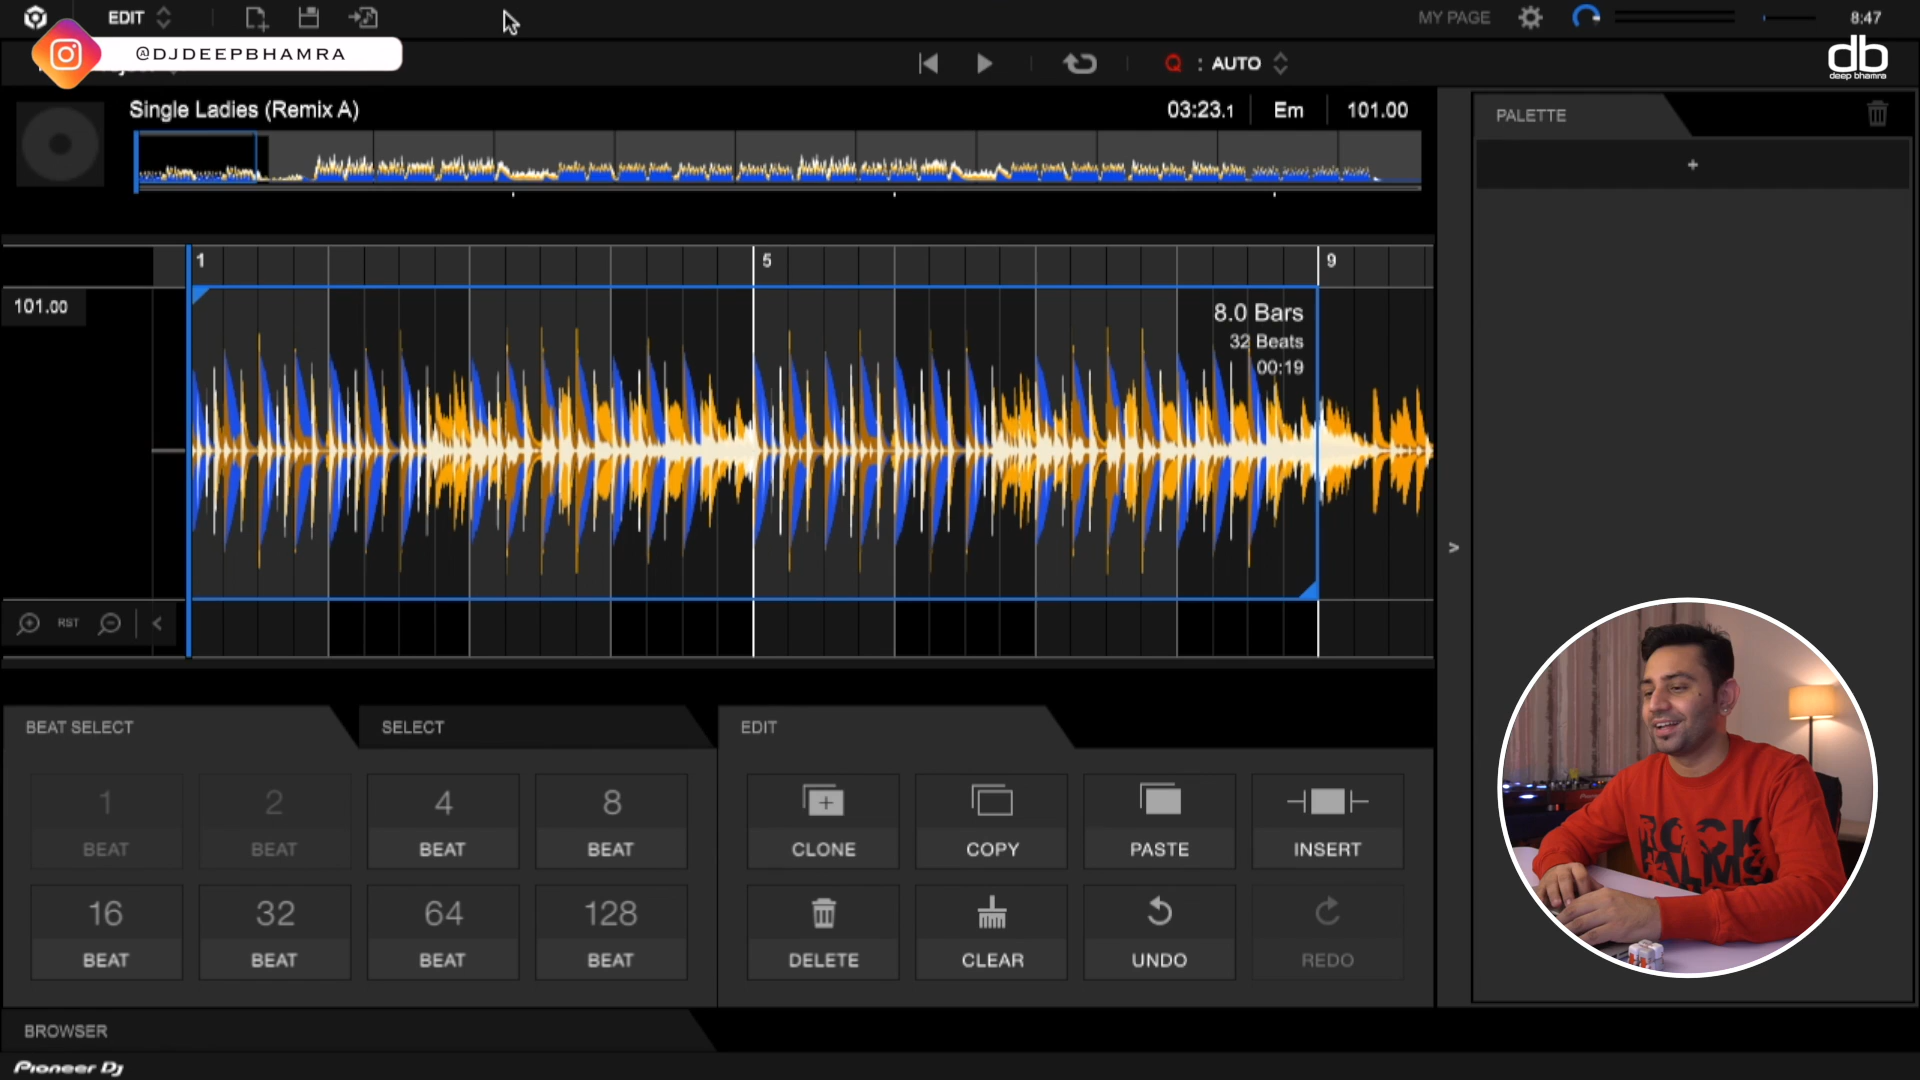 EDIT
MY PAGE
8:47
@DJDEEPBHAMRA
Q : AUTO
db
deep bhamra
Single Ladies (Remix A)
03:23.1
Em
101.00
PALETTE
+
1
5
9
101.00
8.0 Bars
32 Beats
00:19
>
RST
<
BEAT SELECT
SELECT
EDIT
1
2
4
8
BEAT
BEAT
BEAT
BEAT
CLONE
COPY
PASTE
INSERT
16
32
64
128
BEAT
BEAT
BEAT
BEAT
DELETE
CLEAR
UNDO
REDO
ROCK
BROWSER
Pioneer Dj